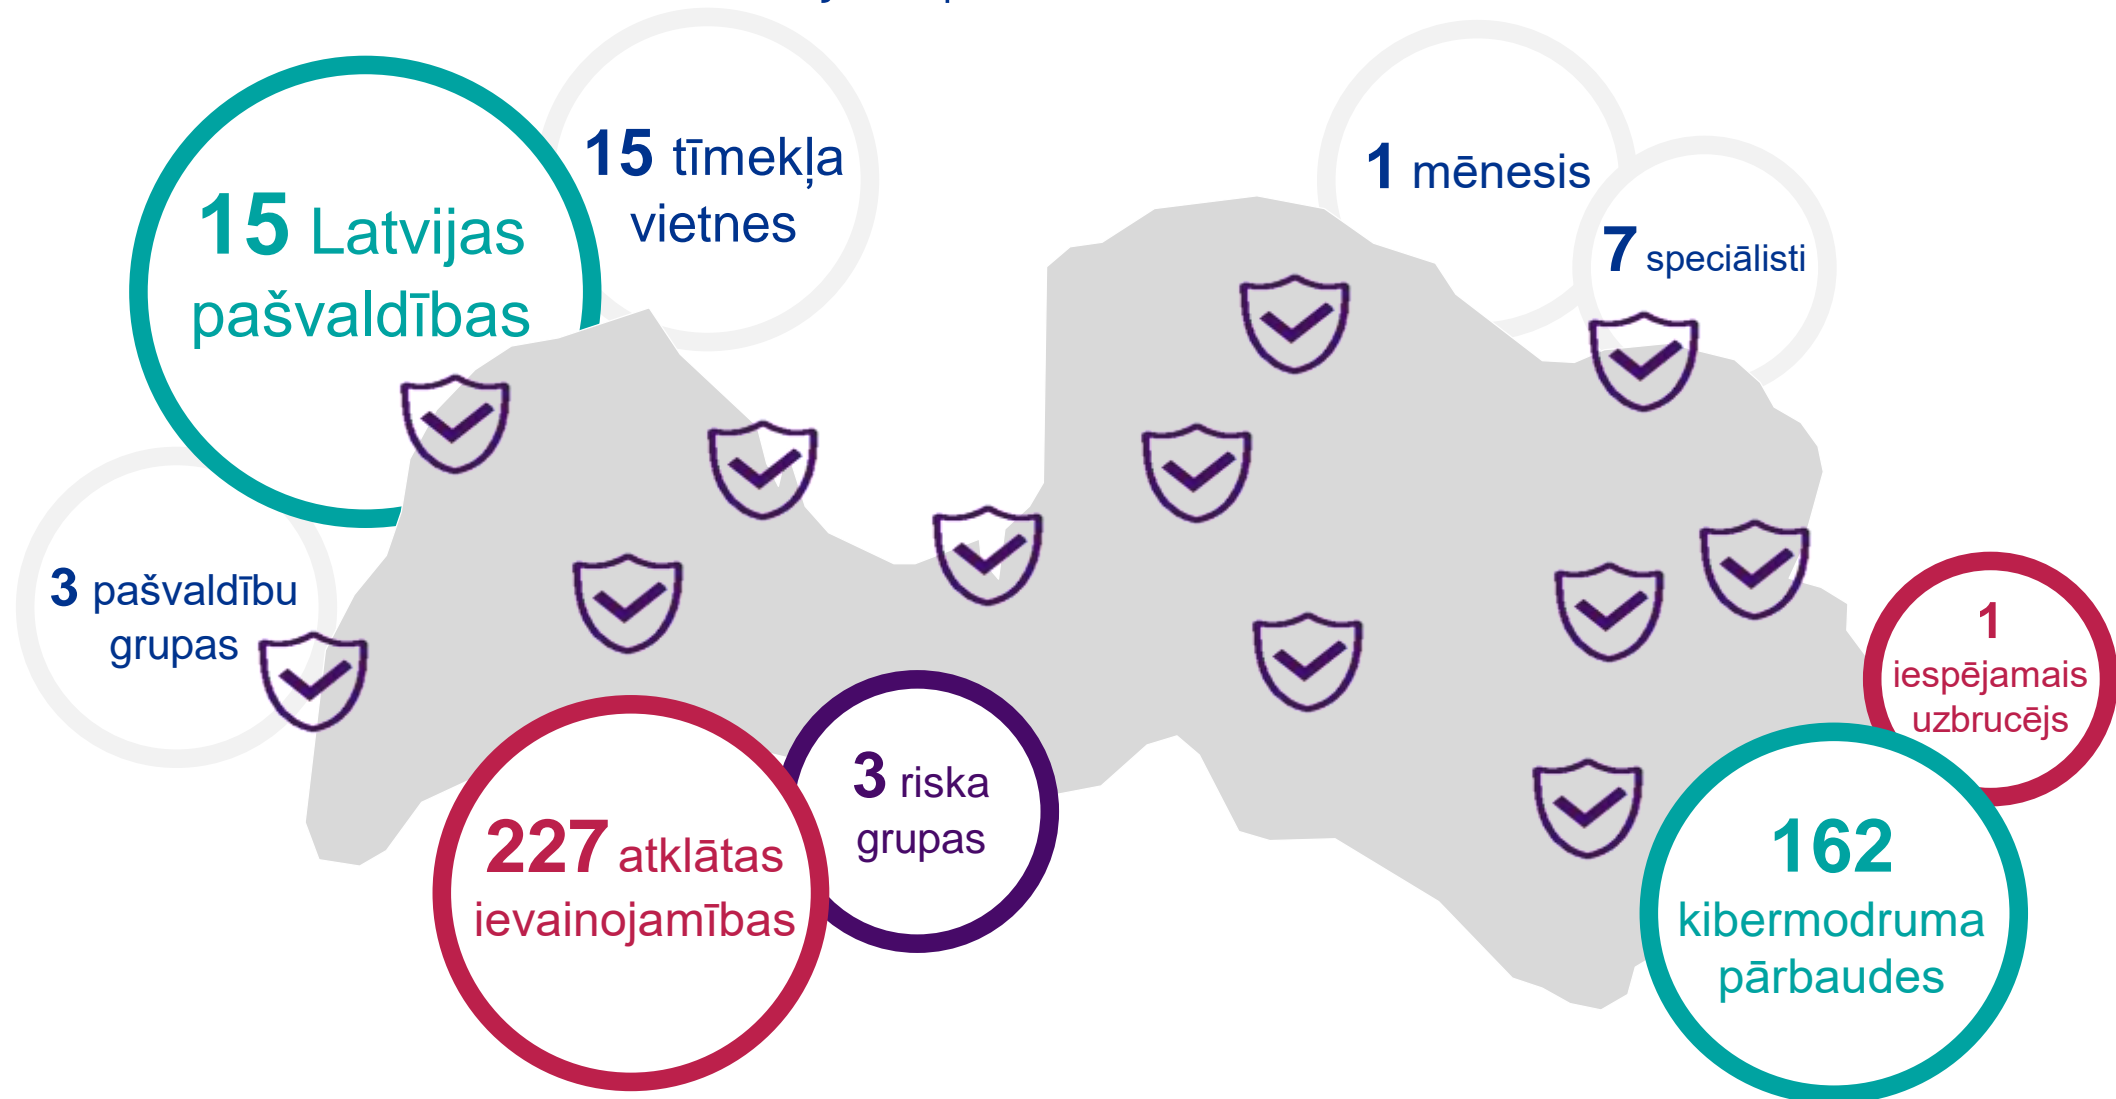 15 Latvijas
pašvaldības
15 tīmekļa
vietnes
1 mēnesis
7 speciālisti
3 pašvaldību
grupas
227 atklātas
ievainojamības
3 riska
grupas
1
iespējamais
uzbrucējs
162
kibermodruma
pārbaudes